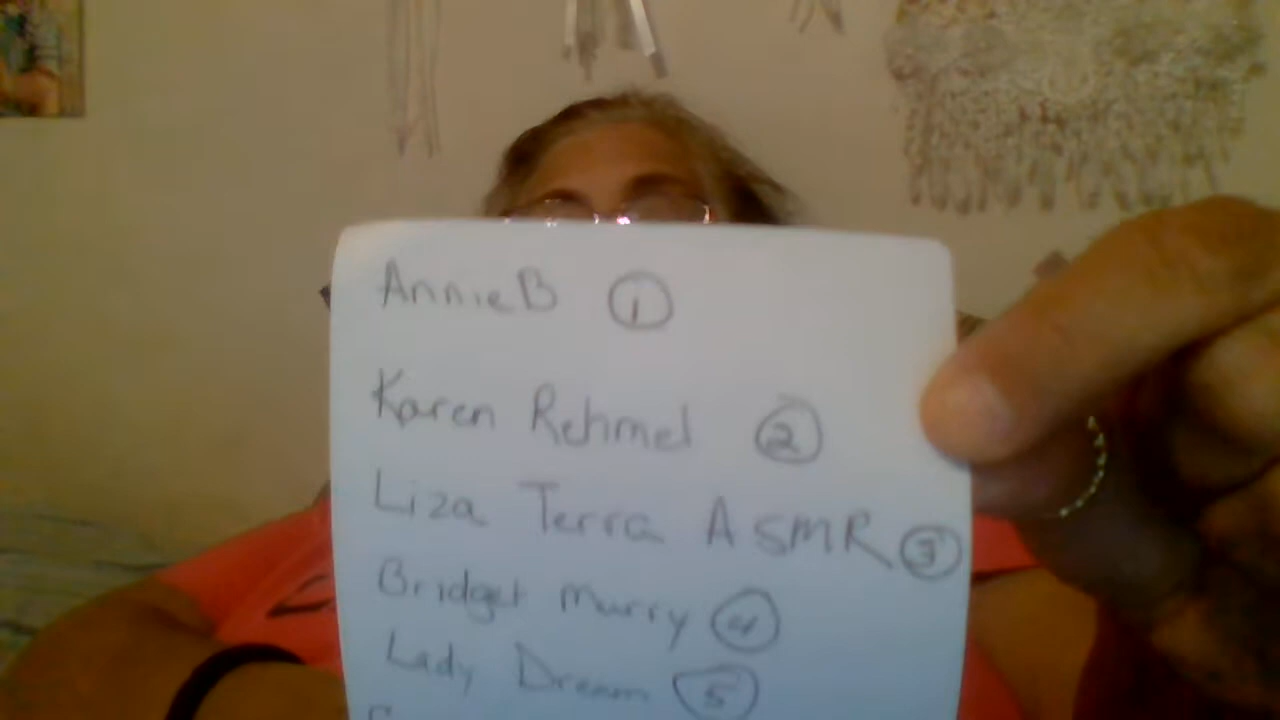 AnnieB ①
Karen Rehmel ②
Liza Terra ASMR ③
Bridget Murry ④
Lady Dream ⑤